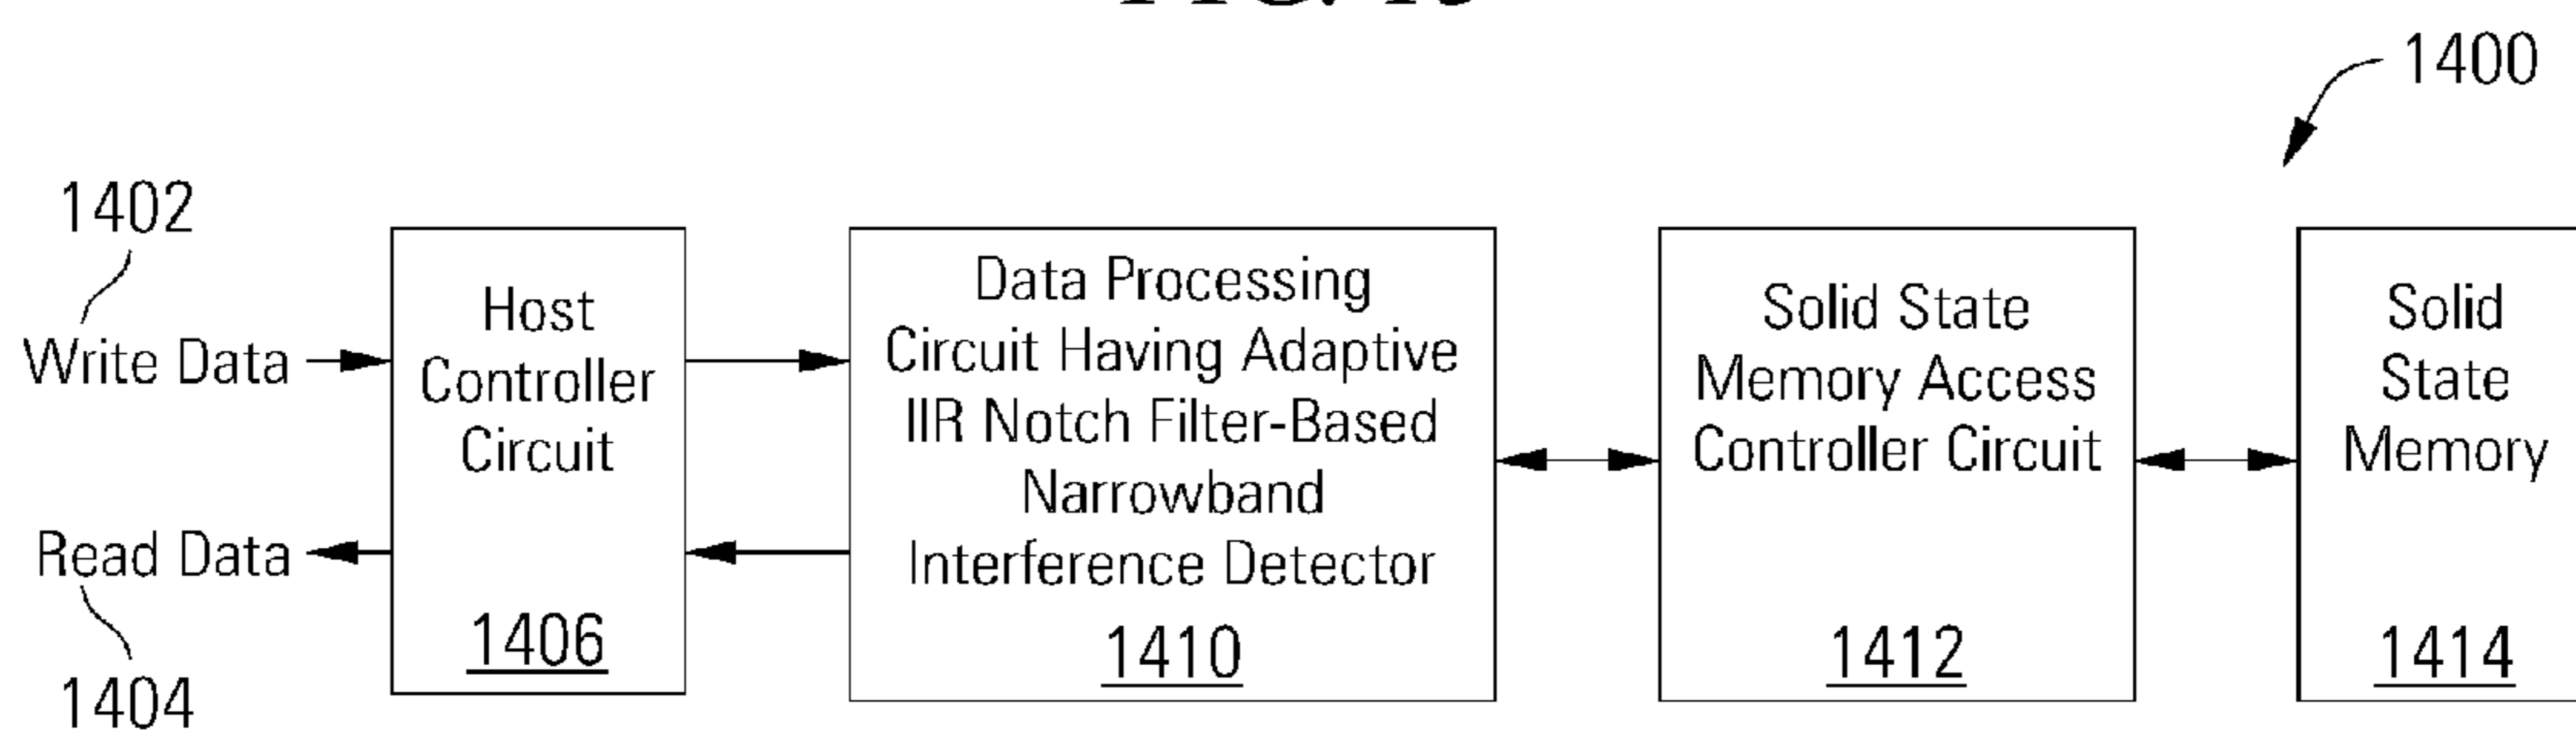 1400
1402
Write Data
Read Data
1404
Host
Controller
Circuit
1406
Data Processing
Circuit Having Adaptive
IIR Notch Filter-Based
Narrowband
Interference Detector
1410
Solid State
Memory Access
Controller Circuit
1412
Solid
State
Memory
1414